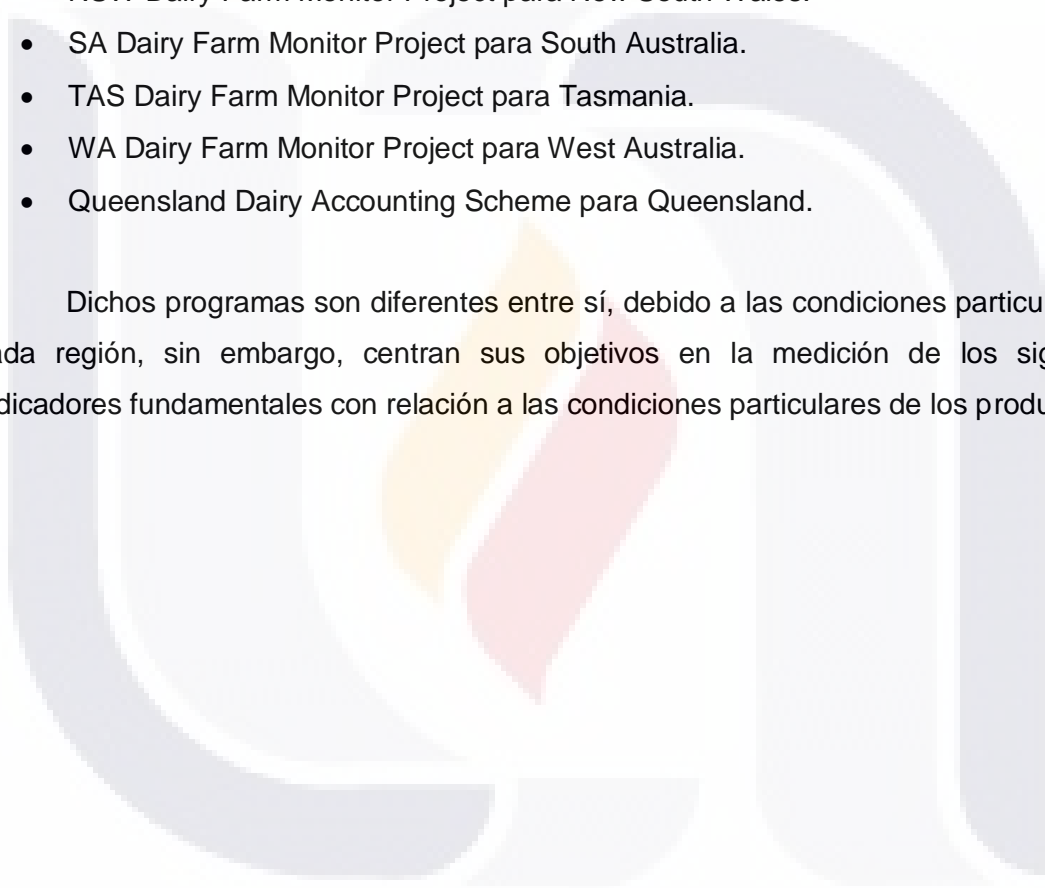 • SA Dairy Farm Monitor Project para South Australia.
• TAS Dairy Farm Monitor Project para Tasmania.
• WA Dairy Farm Monitor Project para West Australia.
• Queensland Dairy Accounting Scheme para Queensland.
Dichos programas son diferentes entre sí, debido a las condiciones
región, sin embargo, centran sus objetivos en la medición de los
fundamentales con relación a las condiciones particulares de los